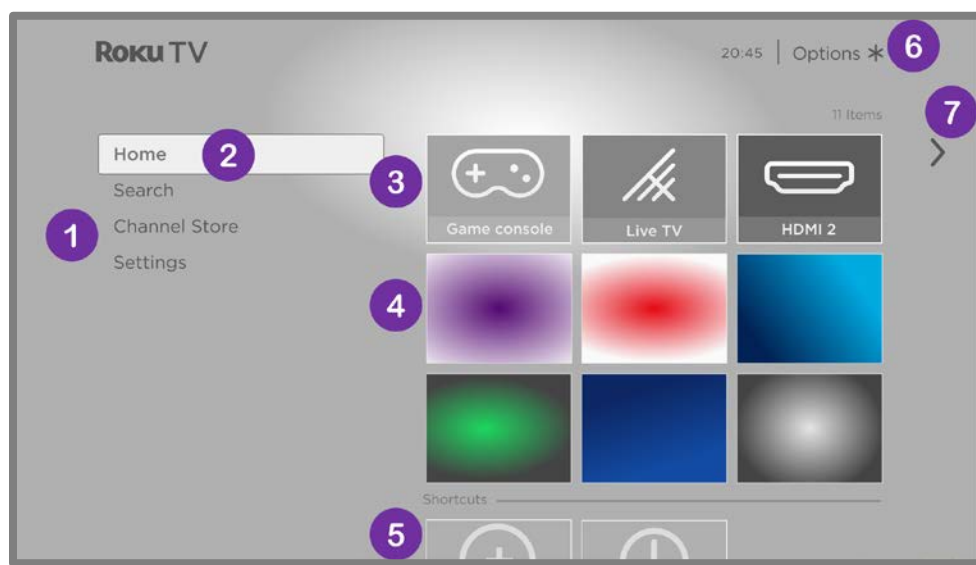 Roku TV
20:45 | Options * 6
11 Items
7
Home 2
Search
1 Channel Store
Settings
3
Game console
Live TV
HDMI 2
4
Shortcuts
5